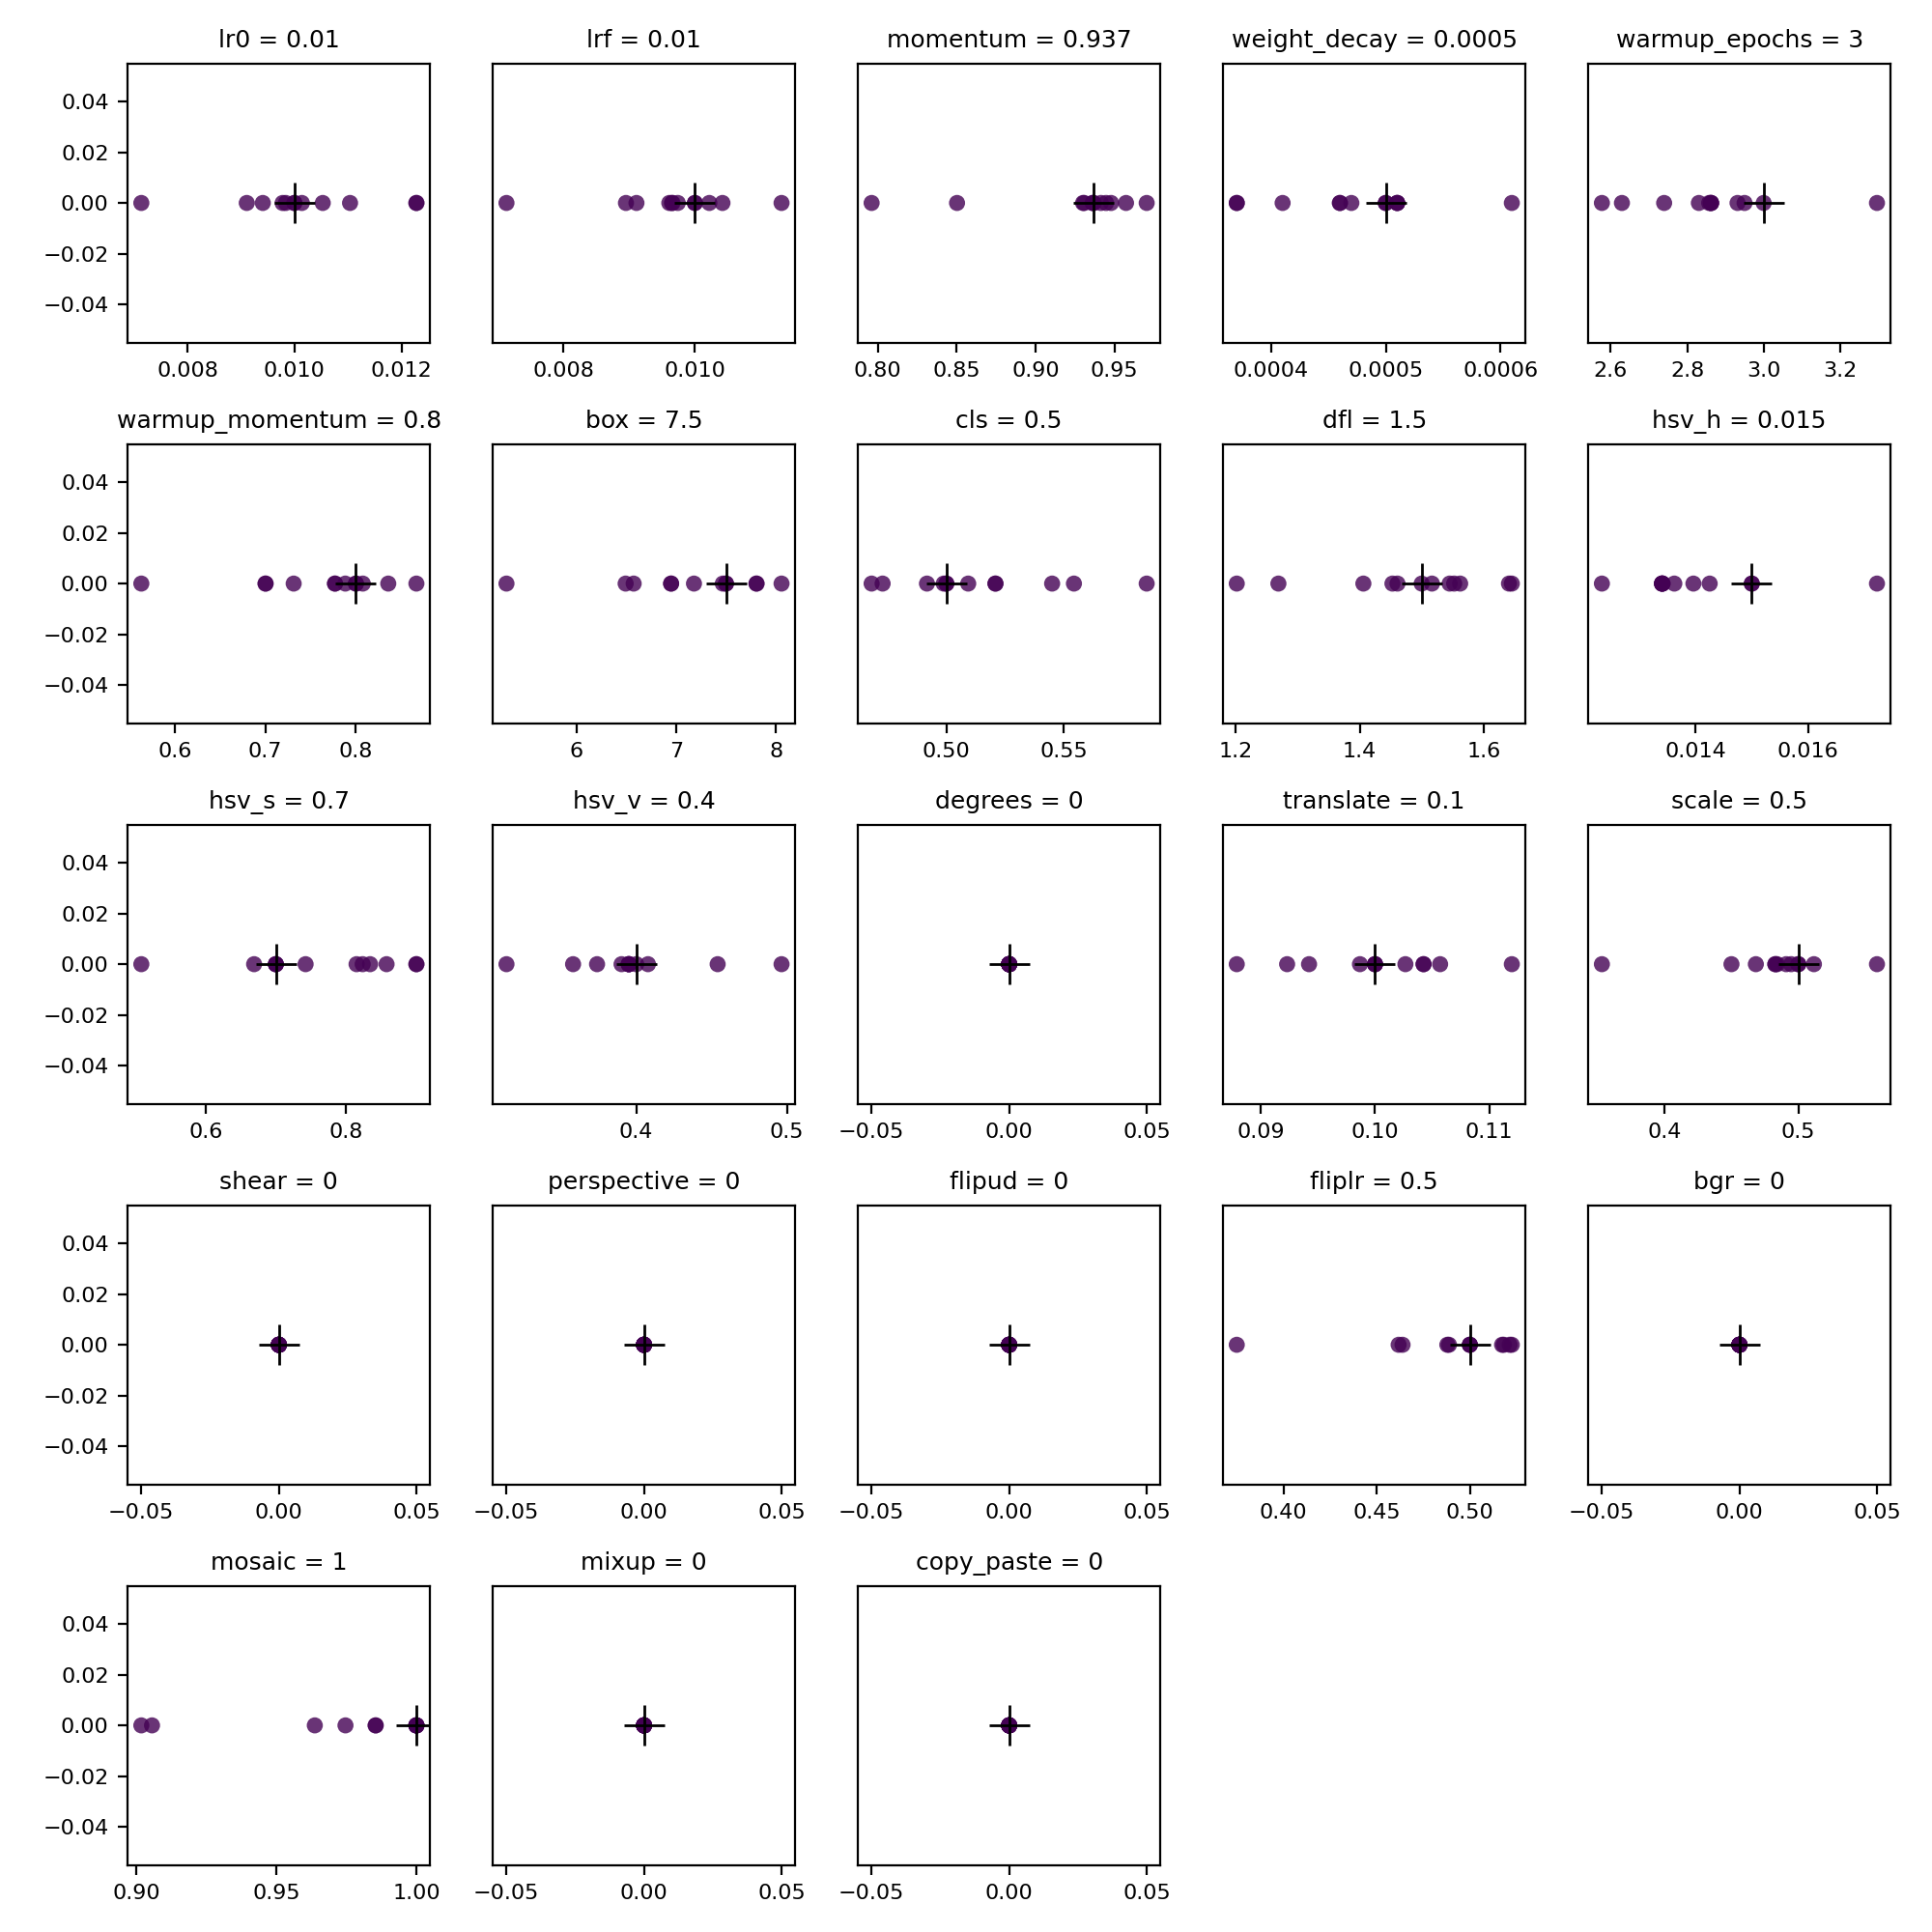 lr0 = 0.01 lrf = 0.01 momentum = 0.937 weight_decay = 0.0005 warmup_epochs = 3
0.04
0.02
0.00
−0.02
−0.04
0.008 0.010 0.012 0.008 0.010 0.80 0.85 0.90 0.95 0.0004 0.0005 0.0006 2.6 2.8 3.0 3.2
warmup_momentum = 0.8 box = 7.5 cls = 0.5 dfl = 1.5 hsv_h = 0.015
0.04
0.02
0.00
−0.02
−0.04
0.6 0.7 0.8 6 7 8 0.50 0.55 1.2 1.4 1.6 0.014 0.016
hsv_s = 0.7 hsv_v = 0.4 degrees = 0 translate = 0.1 scale = 0.5
0.04
0.02
0.00
−0.02
−0.04
0.6 0.8 0.4 0.5 −0.05 0.00 0.05 0.09 0.10 0.11 0.4 0.5
shear = 0 perspective = 0 flipud = 0 fliplr = 0.5 bgr = 0
0.04
0.02
0.00
−0.02
−0.04
−0.05 0.00 0.05 −0.05 0.00 0.05 −0.05 0.00 0.05 0.40 0.45 0.50 −0.05 0.00 0.05
mosaic = 1 mixup = 0 copy_paste = 0
0.04
0.02
0.00
−0.02
−0.04
0.90 0.95 1.00 −0.05 0.00 0.05 −0.05 0.00 0.05